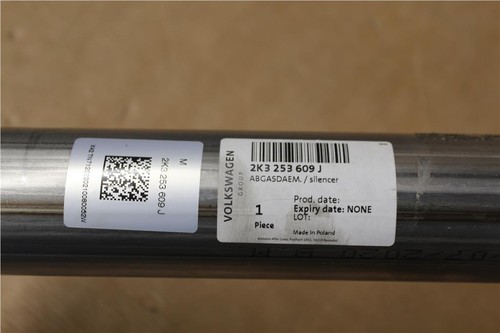 M
2K3 253 609 J
VOLKSWAGEN
GROUP
2K3 253 609 J
ABGASDAEM. / silencer
1
Piece
Prod. date:
Expiry date: NONE
LOT:
Made in Poland